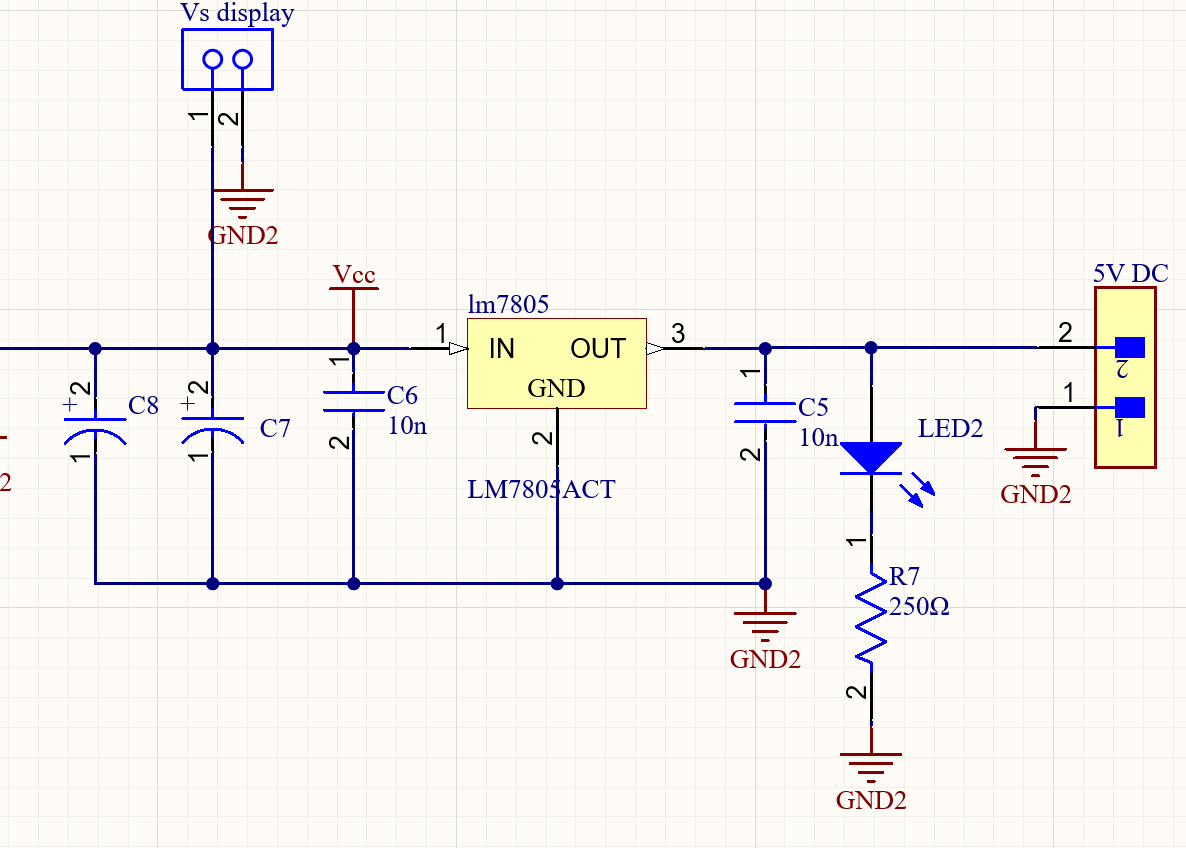 Vs display
1
2
GND2
Vcc
lm7805
5V DC
1
IN
OUT
3
2
2
GND
1
1
1
2
+
C8
2
+
C7
1
C6
10n
2
1
C5
10n
2
LED2
GND2
1
1
2
2
LM7805ACT
2
1
R7
250Ω
GND2
2
GND2